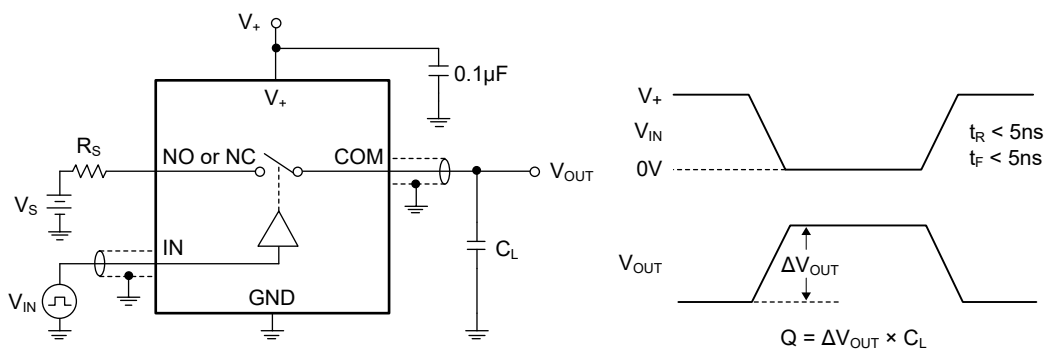 V+
0.1µF
V+
RS
NO or NC
COM
VOUT
VS
IN
CL
VIN
GND
V+
VIN
0V
tR < 5ns
tF < 5ns
VOUT
ΔVOUT
Q = ΔVOUT × CL